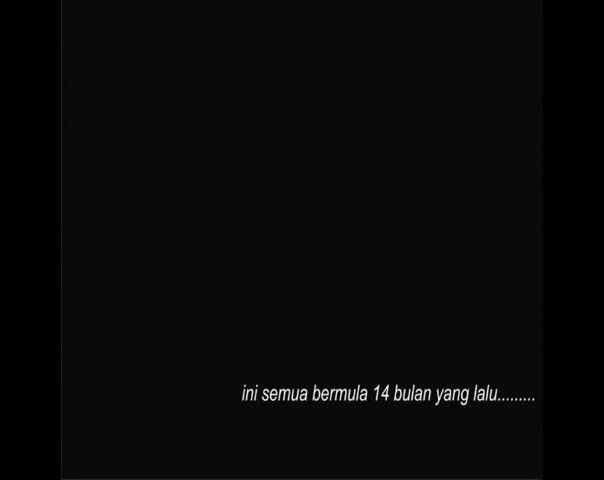 ini semua bermula 14 bulan yang lalu.........